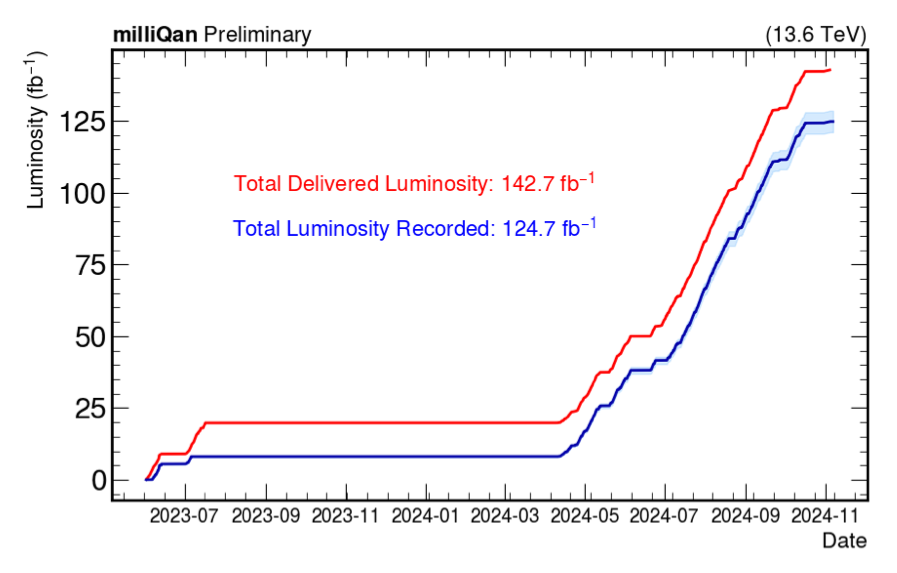 milliQan Preliminary (13.6 TeV)
Luminosity (fb⁻¹)
125
100
75
50
25
0
Total Delivered Luminosity: 142.7 fb⁻¹
Total Luminosity Recorded: 124.7 fb⁻¹
2023-07 2023-09 2023-11 2024-01 2024-03 2024-05 2024-07 2024-09 2024-11
Date